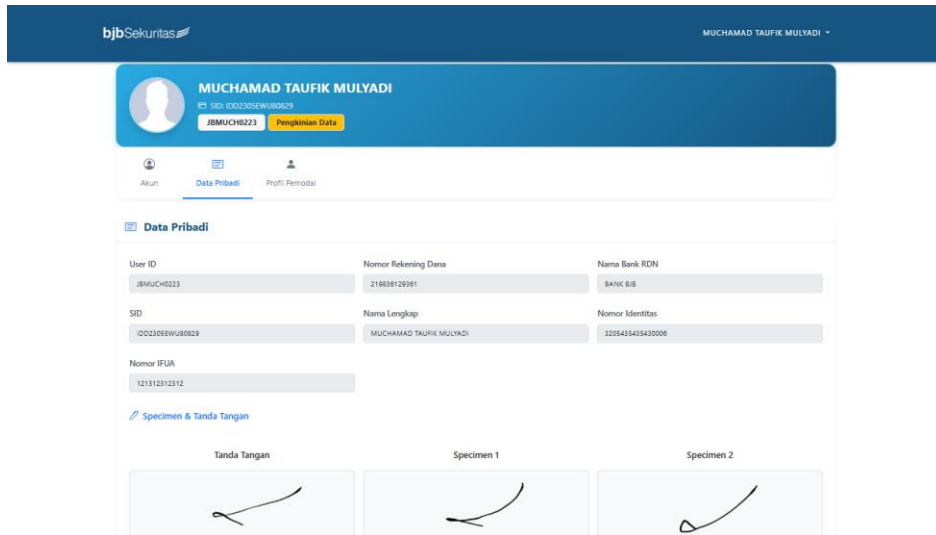 bjbSekuritas
MUCHAMAD TAUFIK MULYADI
MUCHAMAD TAUFIK MULYADI
SID: IDD2305EWU80829
JBMUCH0223 Pengkinian Data
Akun Data Pribadi Profil Pemodal
Data Pribadi
User ID Nomor Rekening Dana Nama Bank RDN
JBMUCH0223 219836129361 BANK BJB
SID Nama Lengkap Nomor Identitas
IDD2305EWU80829 MUCHAMAD TAUFIK MULYADI 3205435435430006
Nomor IFUA
121312312312
Specimen & Tanda Tangan
Tanda Tangan Specimen 1 Specimen 2